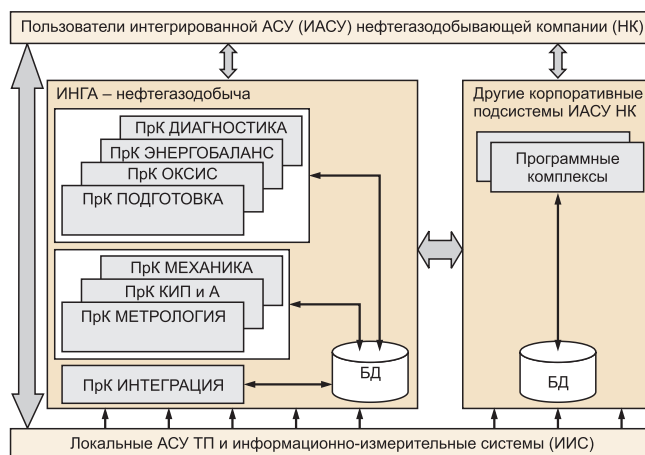 Пользователи интегрированной АСУ (ИАСУ) нефтегазодобывающей компании (НК)
ИНГА – нефтегазодобыча
ПрК ДИАГНОСТИКА
ПрК ЭНЕРГОБАЛАНС
ПрК ОКСИС
ПрК ПОДГОТОВКА
ПрК МЕХАНИКА
ПрК КИП и А
ПрК МЕТРОЛОГИЯ
ПрК ИНТЕГРАЦИЯ
БД
Другие корпоративные
подсистемы ИАСУ НК
Программные
комплексы
БД
Локальные АСУ ТП и информационно-измерительные системы (ИИС)